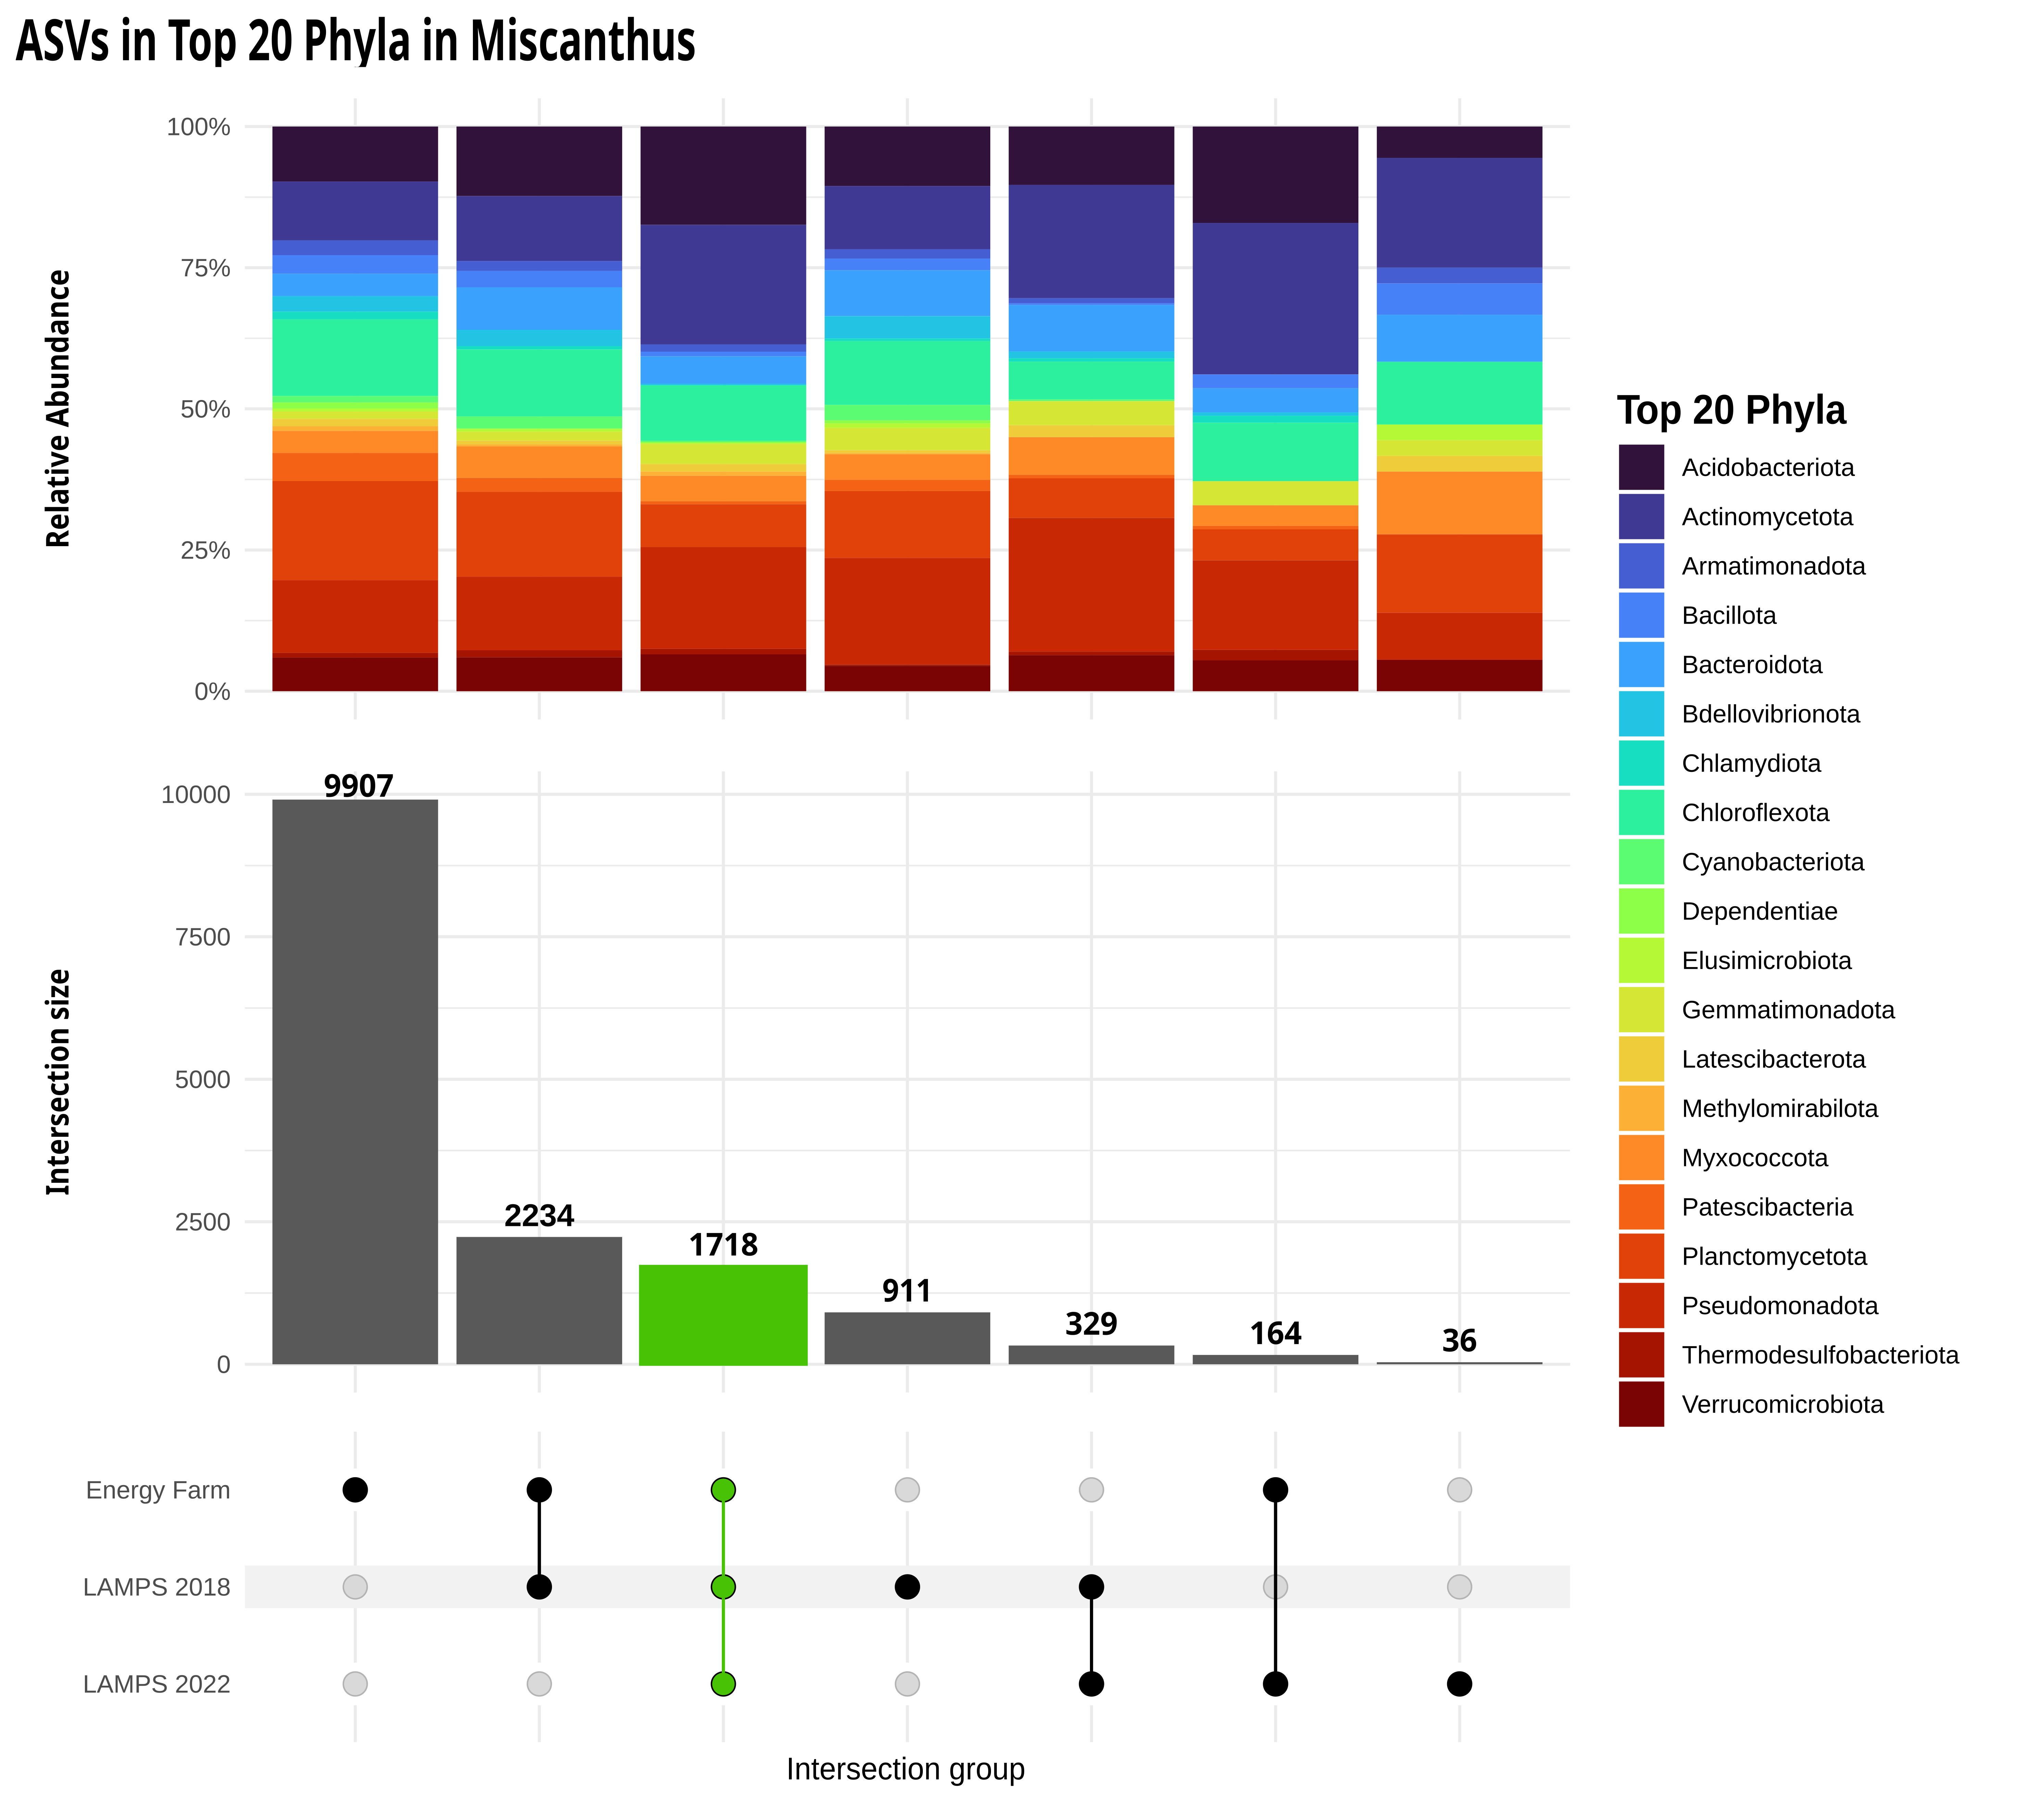 ASVs in Top 20 Phyla in Miscanthus
Relative Abundance
100%
75%
50%
25%
0%
Intersection size
10000
7500
5000
2500
0
9907
2234
1718
911
329
164
36
Energy Farm
LAMPS 2018
LAMPS 2022
Intersection group
Top 20 Phyla
Acidobacteriota
Actinomycetota
Armatimonadota
Bacillota
Bacteroidota
Bdellovibrionota
Chlamydiota
Chloroflexota
Cyanobacteriota
Dependentiae
Elusimicrobiota
Gemmatimonadota
Latescibacterota
Methylomirabilota
Myxococcota
Patescibacteria
Planctomycetota
Pseudomonadota
Thermodesulfobacteriota
Verrucomicrobiota